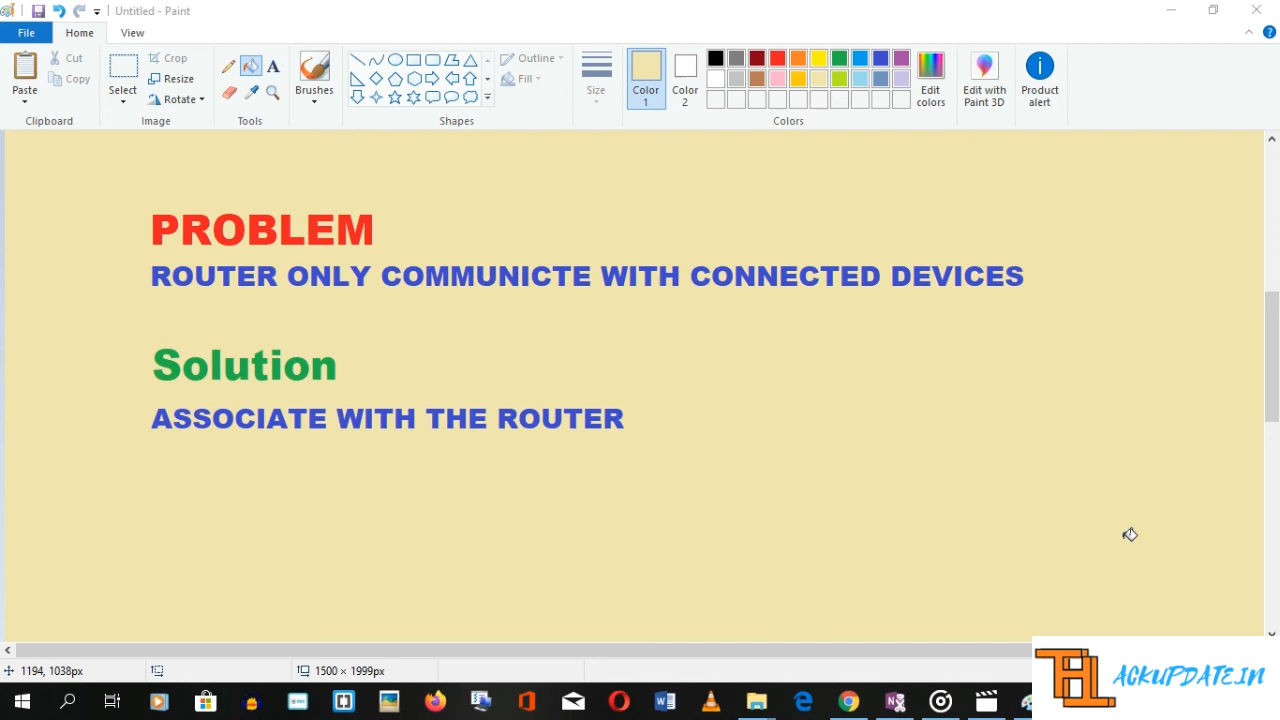 Untitled - Paint
File
Home
View
Paste
Cut
Copy
Clipboard
Select
Crop
Resize
Rotate
Image
A
Tools
Brushes
Outline
Fill
Shapes
Size
Color 1
Color 2
Edit colors
Colors
Edit with Paint 3D
Product alert
PROBLEM
ROUTER ONLY COMMUNICTE WITH CONNECTED DEVICES
Solution
ASSOCIATE WITH THE ROUTER
1194, 1038px
1500 × 1999px
ACKUPDATE.IN